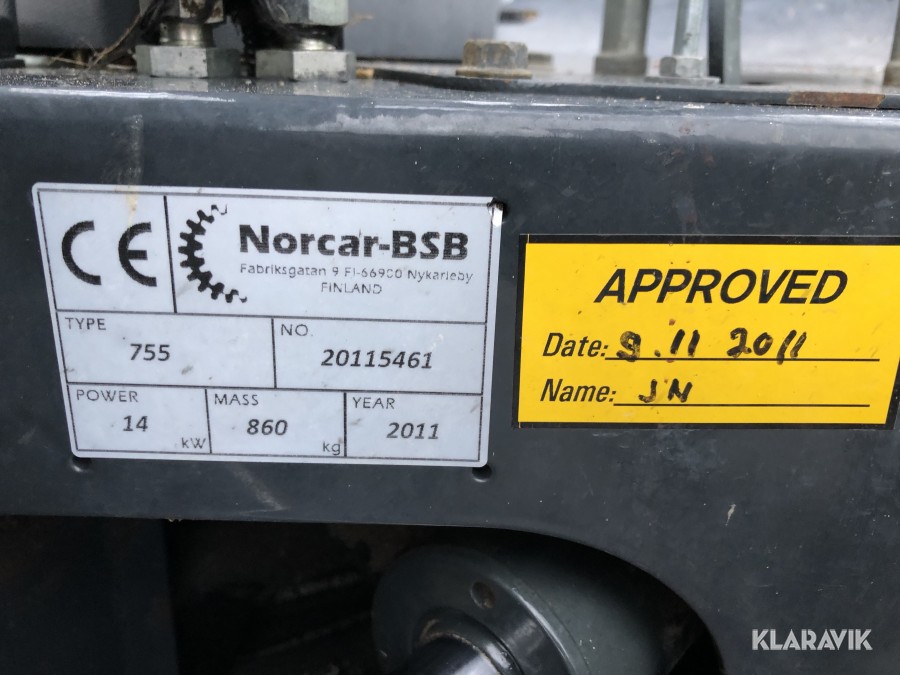 CE
Norcar-BSB
Fabriksgatan 9 FI-66900 Nykarleby
FINLAND
TYPE
755
NO.
20115461
POWER
14
kW
MASS
860
kg
YEAR
2011
APPROVED
Date: 9.11 2011
Name: JN
KLARAVIK